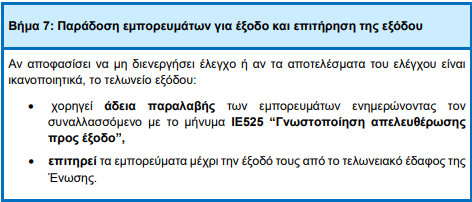 Βήμα 7: Παράδοση εμπορευμάτων για έξοδο και επιτήρηση της εξόδου
Αν αποφασίσει να μη διενεργήσει έλεγχο ή αν τα αποτελέσματα του ελέγχου είναι
ικανοποιητικά, το τελωνείο εξόδου:
• χορηγεί άδεια παραλαβής των εμπορευμάτων ενημερώνοντας τον
συναλλασσόμενο με το μήνυμα IE525 “Γνωστοποίηση απελευθέρωσης
προς έξοδο”,
• επιτηρεί τα εμπορεύματα μέχρι την έξοδό τους από το τελωνειακό έδαφος της
Ένωσης.